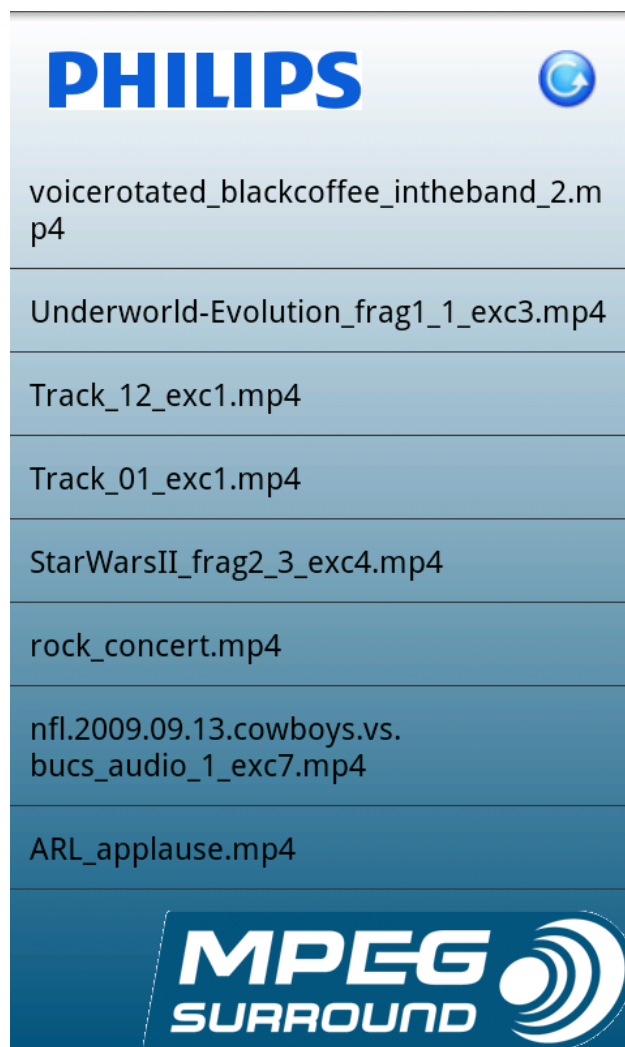 PHILIPS
voicerotated_blackcoffee_intheband_2.m
p4
Underworld-Evolution_frag1_1_exc3.mp4
Track_12_exc1.mp4
Track_01_exc1.mp4
StarWarsII_frag2_3_exc4.mp4
rock_concert.mp4
nfl.2009.09.13.cowboys.vs.
bucs_audio_1_exc7.mp4
ARL_applause.mp4
MPEG
SURROUND